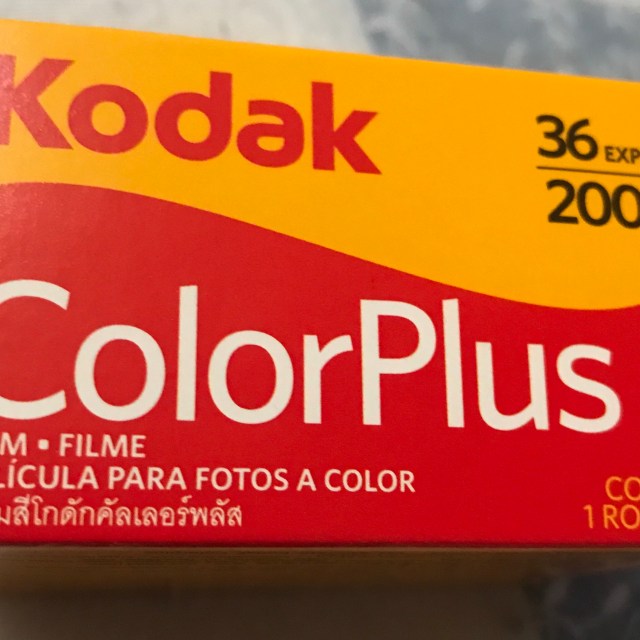 Kodak
36 EXP
200
ColorPlus
M • FILME
LÍCULA PARA FOTOS A COLOR
มสีโกดักคัลเลอร์พลัส
CO
1 RO